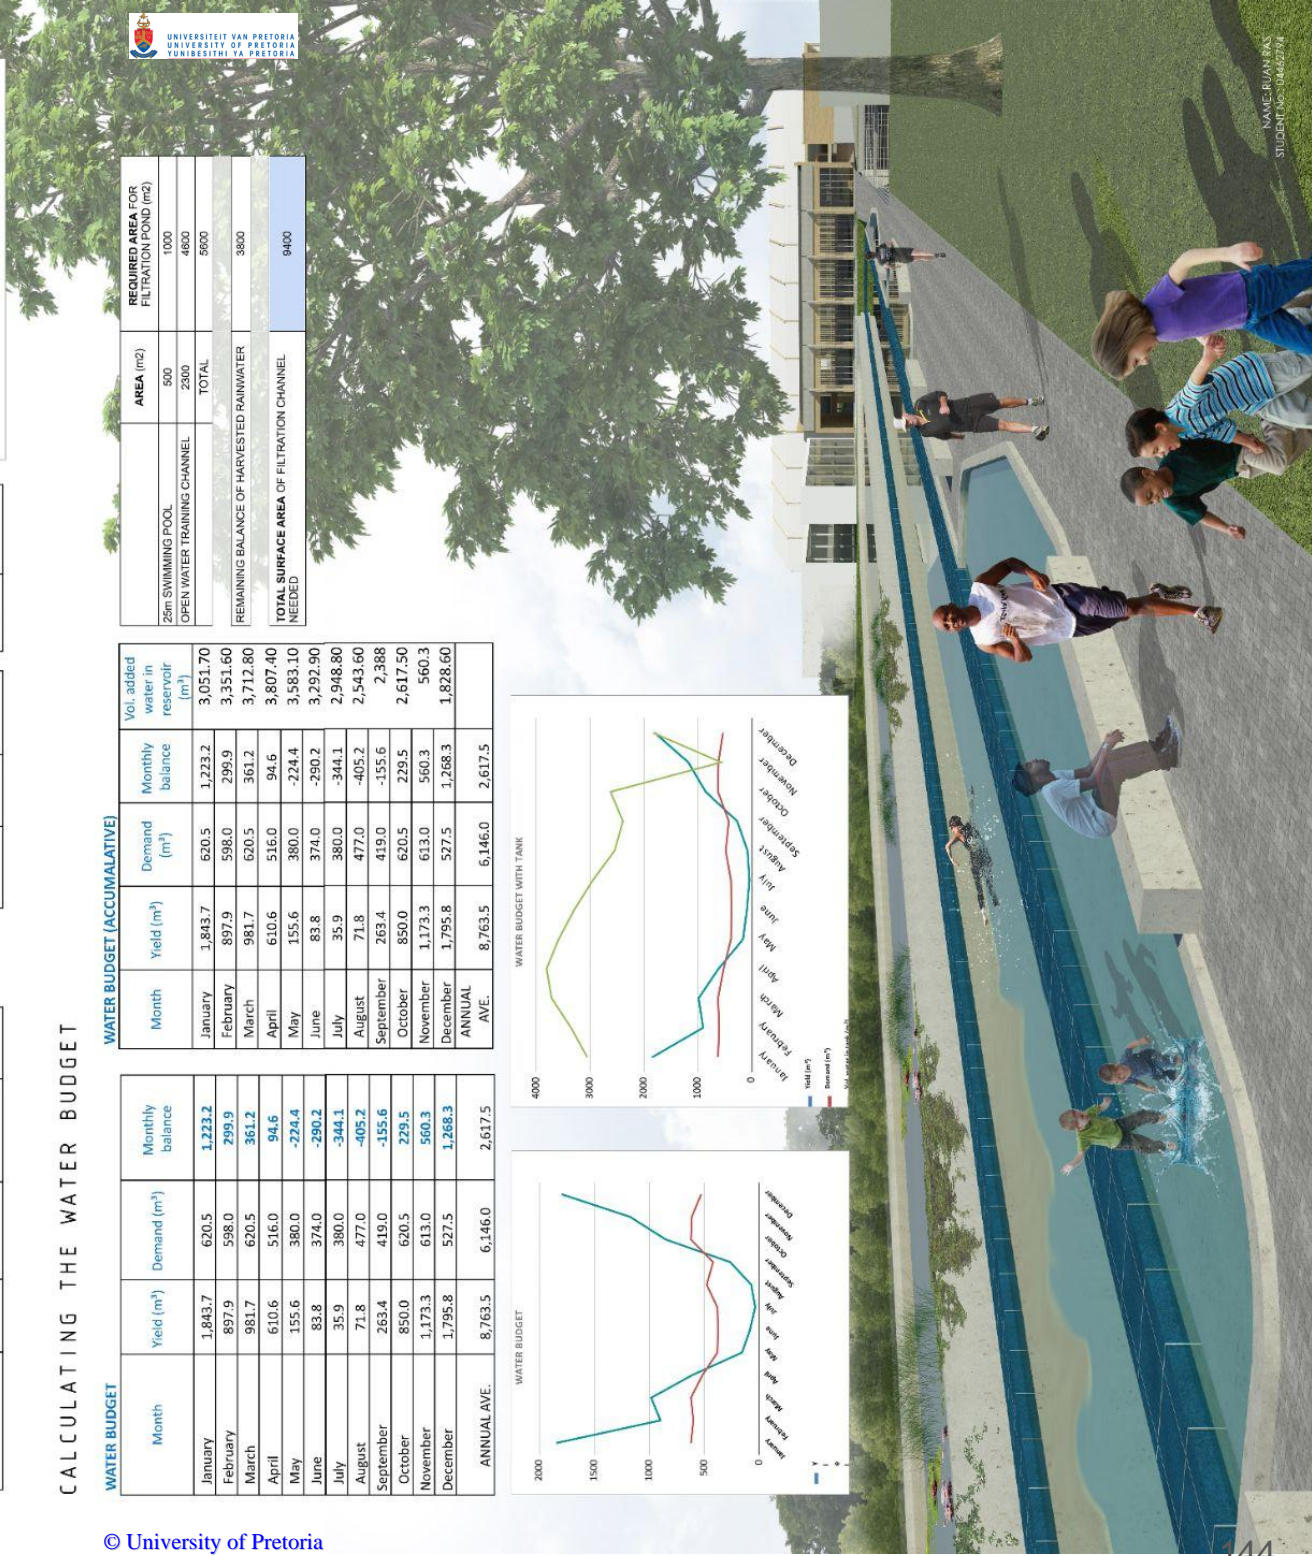 UNIVERSITEIT VAN PRETORIA
UNIVERSITY OF PRETORIA
YUNIBESITHI YA PRETORIA
CALCULATING THE WATER BUDGET
WATER BUDGET
Month Yield (m³) Demand (m³) Monthly balance
January 1,843.7 620.5 1,223.2
February 897.9 598.0 299.9
March 981.7 620.5 361.2
April 610.6 516.0 94.6
May 155.6 380.0 -224.4
June 83.8 374.0 -290.2
July 35.9 380.0 -344.1
August 71.8 477.0 -405.2
September 263.4 419.0 -155.6
October 850.0 620.5 229.5
November 1,173.3 613.0 560.3
December 1,795.8 527.5 1,268.3
ANNUAL AVE. 8,763.5 6,146.0 2,617.5
WATER BUDGET (ACCUMALATIVE)
Month Yield (m³) Demand (m³) Monthly balance Vol. added water in reservoir (m³)
January 1,843.7 620.5 1,223.2 3,051.70
February 897.9 598.0 299.9 3,351.60
March 981.7 620.5 361.2 3,712.80
April 610.6 516.0 94.6 3,807.40
May 155.6 380.0 -224.4 3,583.10
June 83.8 374.0 -290.2 3,292.90
July 35.9 380.0 -344.1 2,948.80
August 71.8 477.0 -405.2 2,543.60
September 263.4 419.0 -155.6 2,388
October 850.0 620.5 229.5 2,617.50
November 1,173.3 613.0 560.3 560.3
December 1,795.8 527.5 1,268.3 1,828.60
ANNUAL AVE. 8,763.5 6,146.0 2,617.5
AREA (m2) REQUIRED AREA FOR FILTRATION POND (m2)
25m SWIMMING POOL 500 1000
OPEN WATER TRAINING CHANNEL 2300 4600
TOTAL 5600
REMAINING BALANCE OF HARVESTED RAINWATER 3800
TOTAL SURFACE AREA OF FILTRATION CHANNEL NEEDED 9400
WATER BUDGET
2000
1500
1000
500
0
January February March April May June July August September October November December
WATER BUDGET WITH TANK
4000
3000
2000
1000
0
January February March April May June July August September October November December
Yield (m³)
Demand (m³)
NAME: RUAN RAS
STUDENT No.: 04462794
144
© University of Pretoria